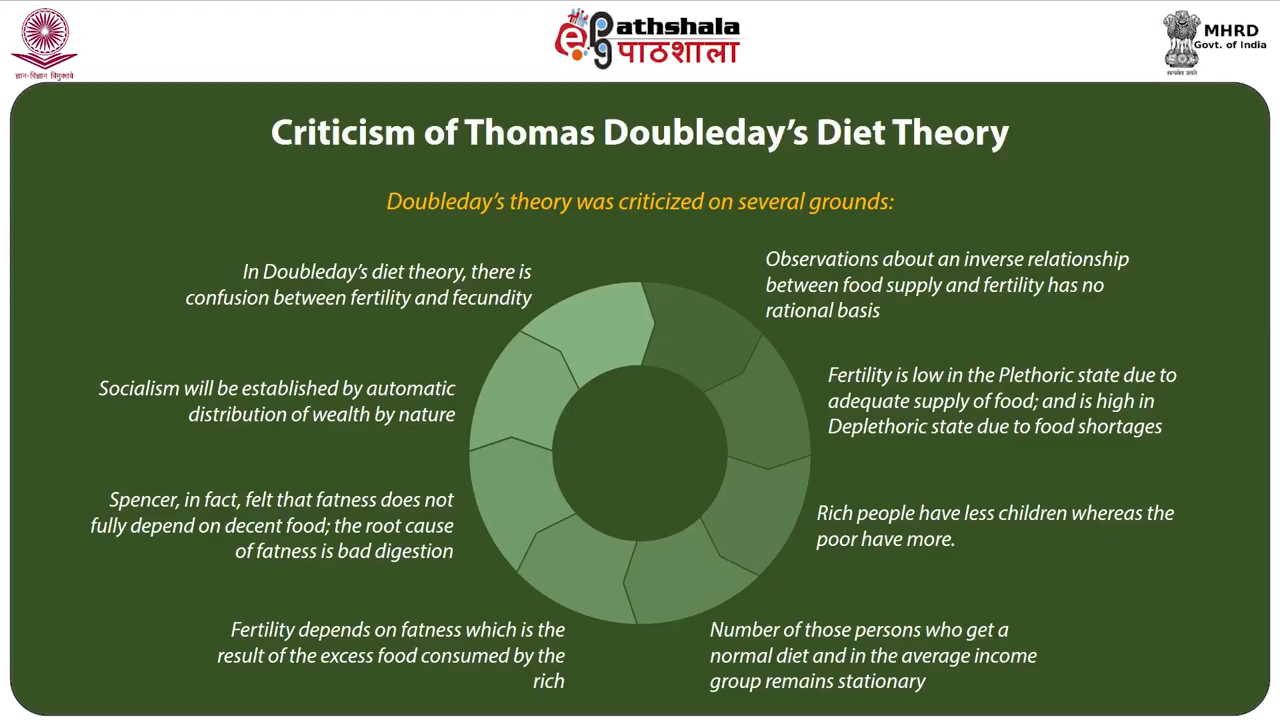 ज्ञान-विज्ञान विमुक्तये
ePG Pathshala
पाठशाला
सत्यमेव जयते
MHRD
Govt. of India
Criticism of Thomas Doubleday's Diet Theory
Doubleday's theory was criticized on several grounds:
Observations about an inverse relationship
between food supply and fertility has no
rational basis
Fertility is low in the Plethoric state due to
adequate supply of food; and is high in
Deplethoric state due to food shortages
Rich people have less children whereas the
poor have more.
Number of those persons who get a
normal diet and in the average income
group remains stationary
Fertility depends on fatness which is the
result of the excess food consumed by the
rich
Spencer, in fact, felt that fatness does not
fully depend on decent food; the root cause
of fatness is bad digestion
Socialism will be established by automatic
distribution of wealth by nature
In Doubleday's diet theory, there is
confusion between fertility and fecundity